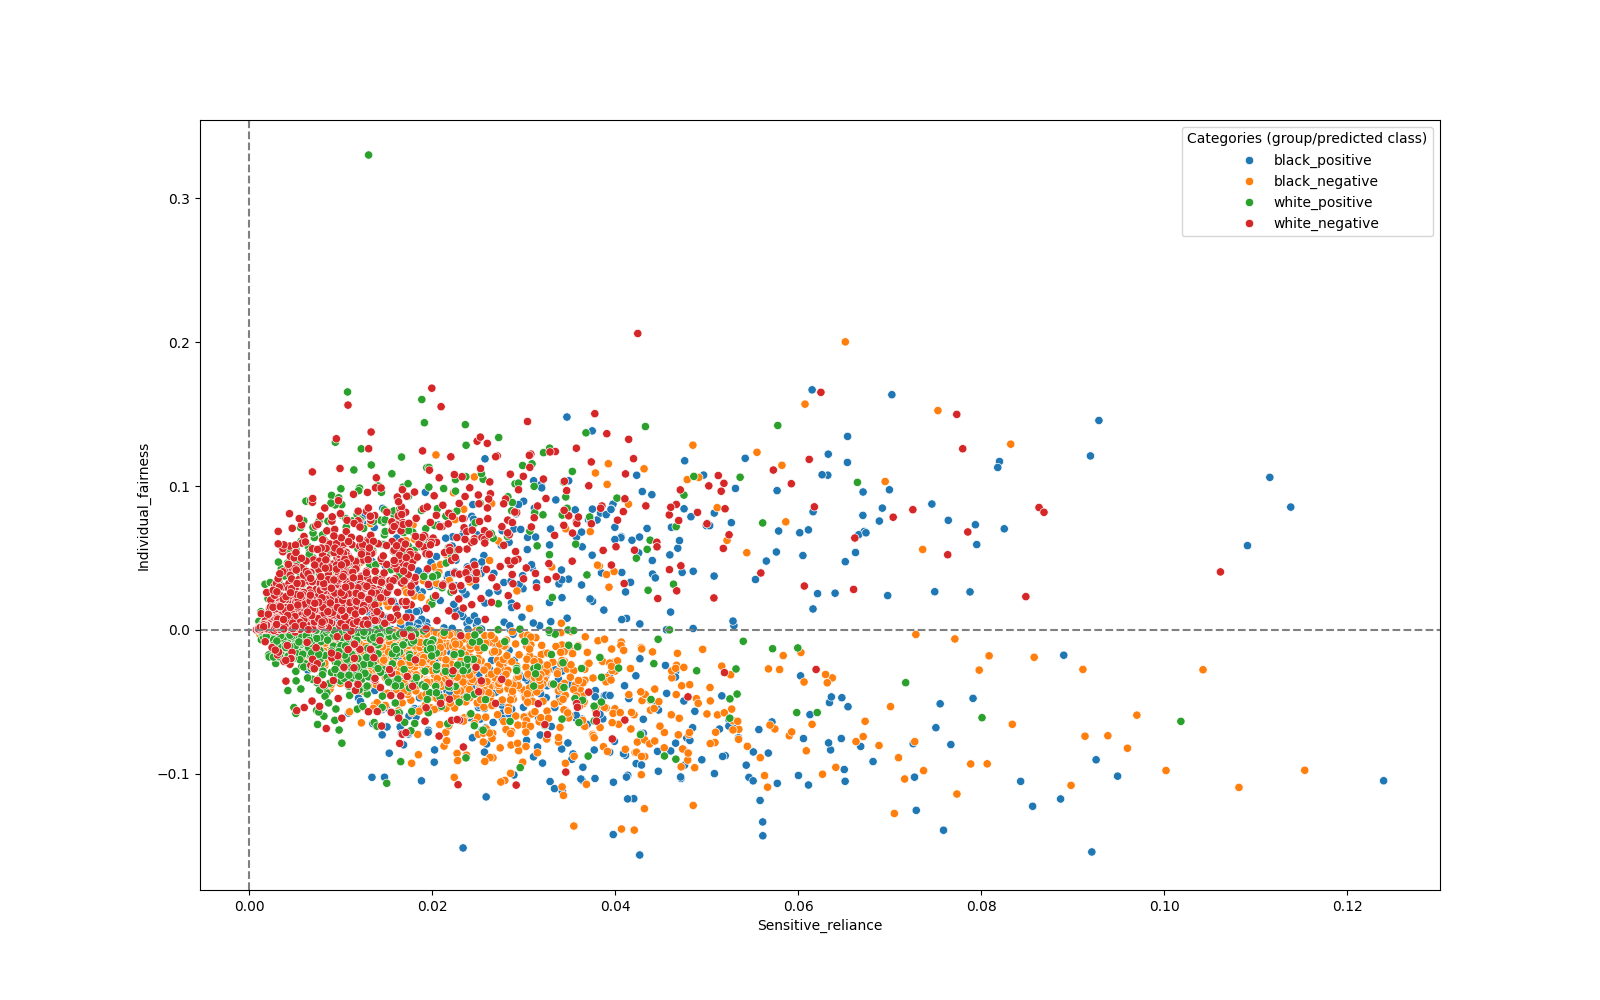 Categories (group/predicted class)
black_positive
black_negative
white_positive
white_negative
Individual_fairness
0.3
0.2
0.1
0.0
−0.1
0.00 0.02 0.04 0.06 0.08 0.10 0.12
Sensitive_reliance